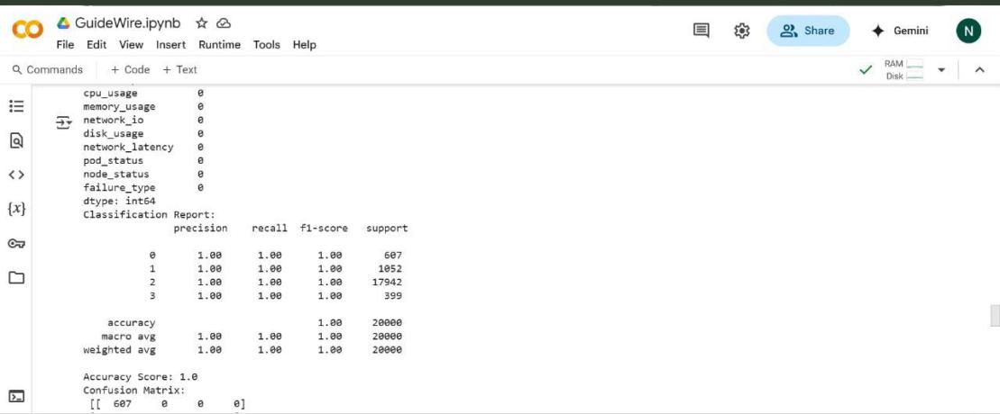 GuideWire.ipynb
File Edit View Insert Runtime Tools Help
Share
Gemini
N
Commands + Code + Text
RAM
Disk
cpu_usage 0
memory_usage 0
network_io 0
disk_usage 0
network_latency 0
pod_status 0
node_status 0
failure_type 0
dtype: int64
Classification Report:
precision recall f1-score support
0 1.00 1.00 1.00 607
1 1.00 1.00 1.00 1052
2 1.00 1.00 1.00 17942
3 1.00 1.00 1.00 399
accuracy 1.00 20000
macro avg 1.00 1.00 1.00 20000
weighted avg 1.00 1.00 1.00 20000
Accuracy Score: 1.0
Confusion Matrix:
[[ 607 0 0 0]